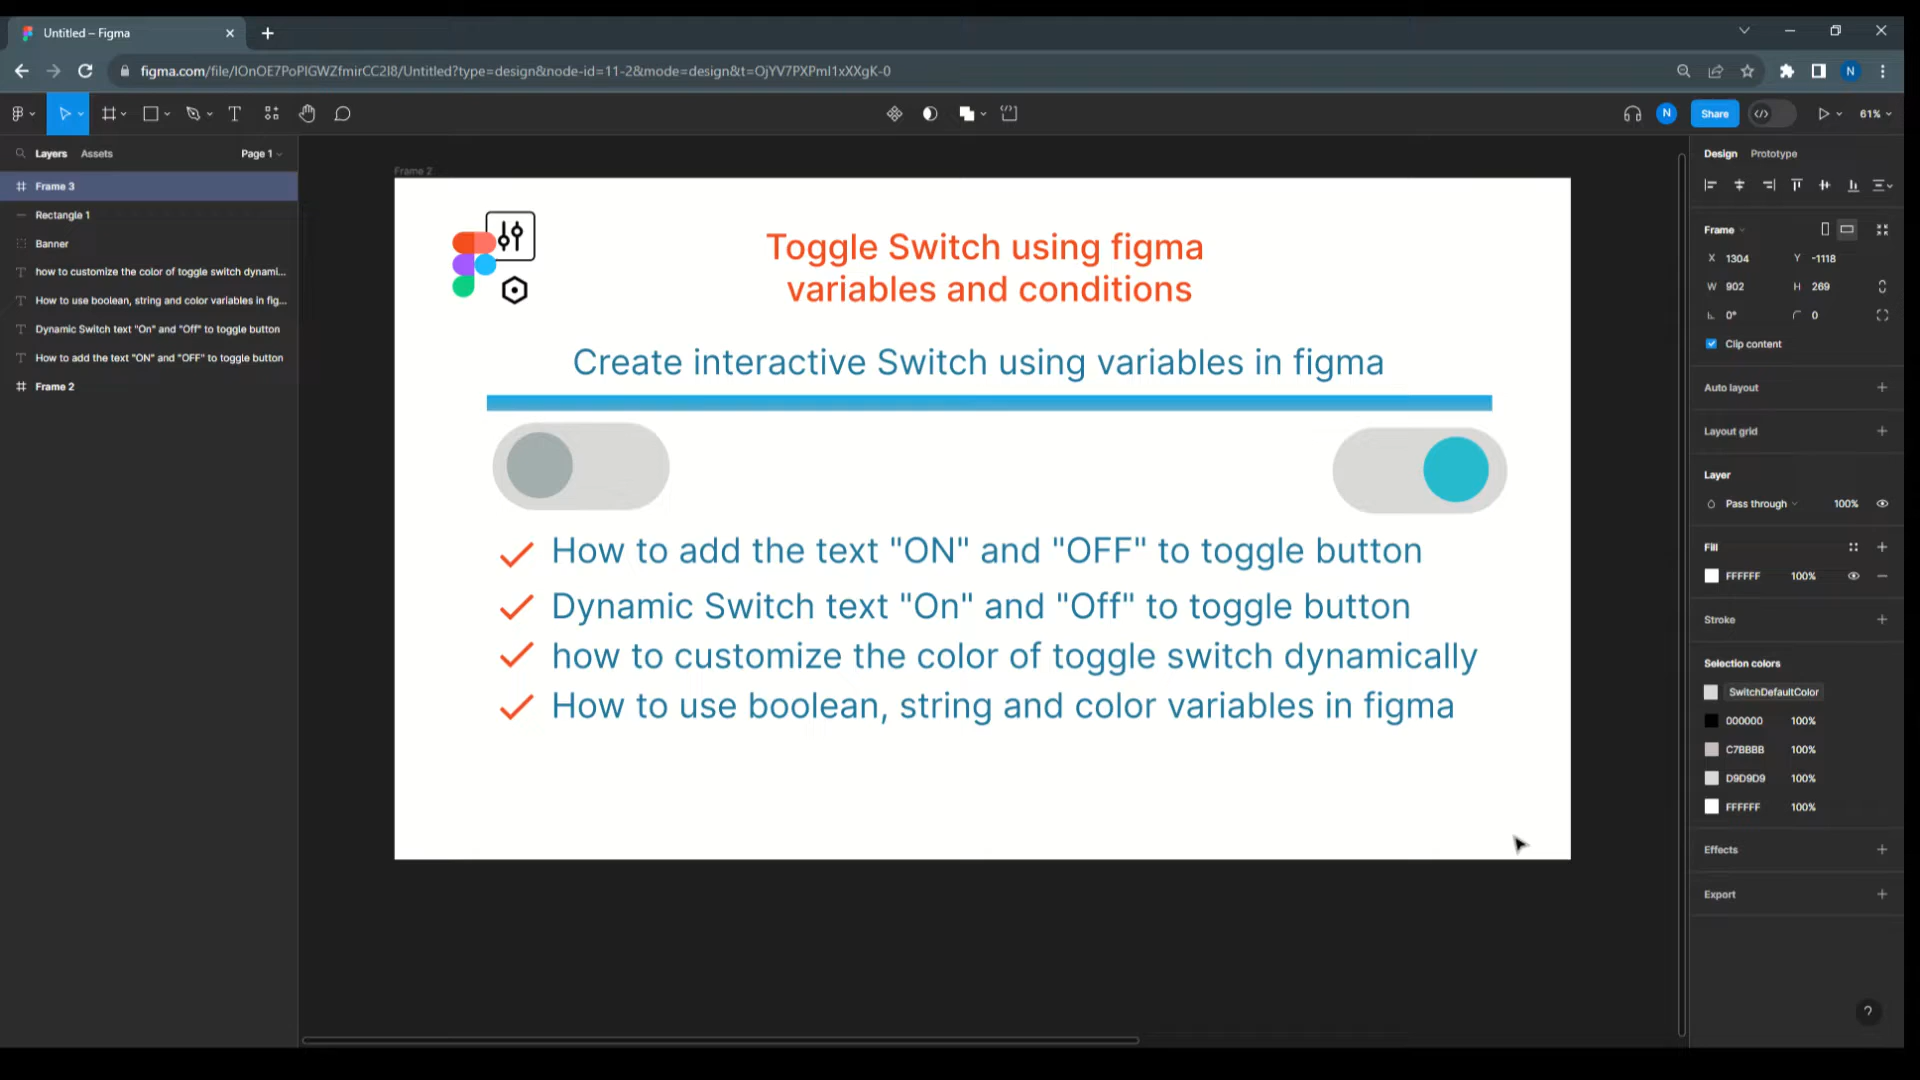 Untitled – Figma
figma.com/file/IOnOE7PoPIGWZfmirCC2I8/Untitled?type=design&node-id=11-2&mode=design&t=OjYV7PXPmI1xXXgK-0
N
N
Share
61%
Layers
Assets
Page 1
Design
Prototype
Frame 3
Rectangle 1
Banner
how to customize the color of toggle switch dynami...
How to use boolean, string and color variables in fig...
Dynamic Switch text "On" and "Off" to toggle button
How to add the text "ON" and "OFF" to toggle button
Frame 2
Frame 2
Toggle Switch using figma
variables and conditions
Create interactive Switch using variables in figma
How to add the text "ON" and "OFF" to toggle button
Dynamic Switch text "On" and "Off" to toggle button
how to customize the color of toggle switch dynamically
How to use boolean, string and color variables in figma
Frame
X 1304 Y -1118
W 902 H 269
0° 0
Clip content
Auto layout
Layout grid
Layer
Pass through 100%
Fill
FFFFFF 100%
Stroke
Selection colors
SwitchDefaultColor
000000 100%
C7BBBB 100%
D9D9D9 100%
FFFFFF 100%
Effects
Export
?